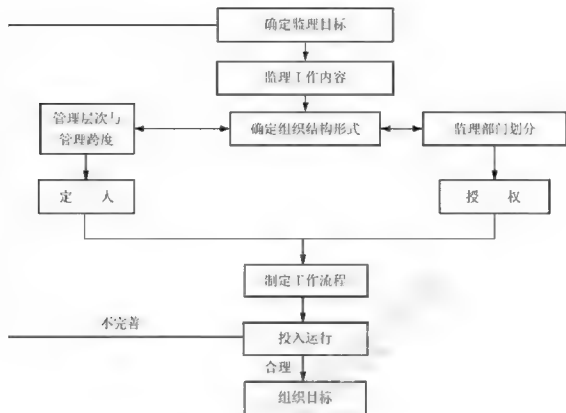 确定监理目标
监理工作内容
管理层次与
管理跨度
确定组织结构形式
监理部门划分
定 人
授 权
制定工作流程
不完善
投入运行
合理
组织目标